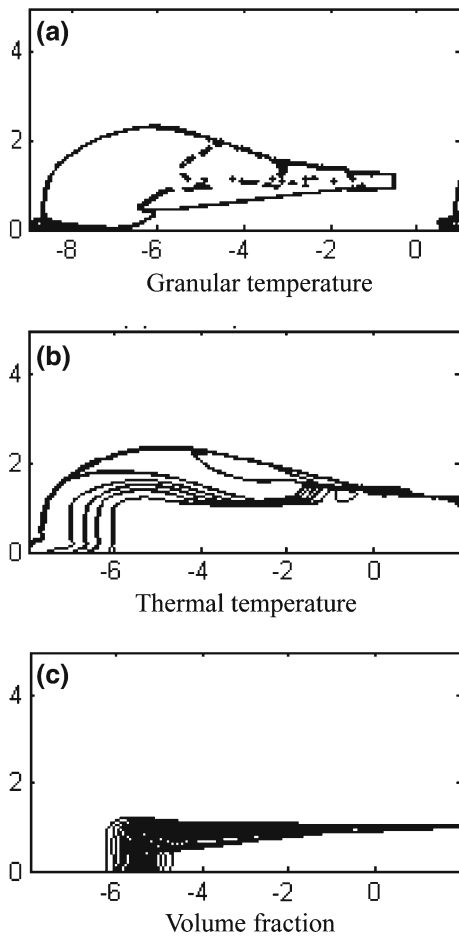 (a)
4
2
0
-8 -6 -4 -2 0
Granular temperature
(b)
4
2
0
-6 -4 -2 0
Thermal temperature
(c)
4
2
0
-6 -4 -2 0
Volume fraction